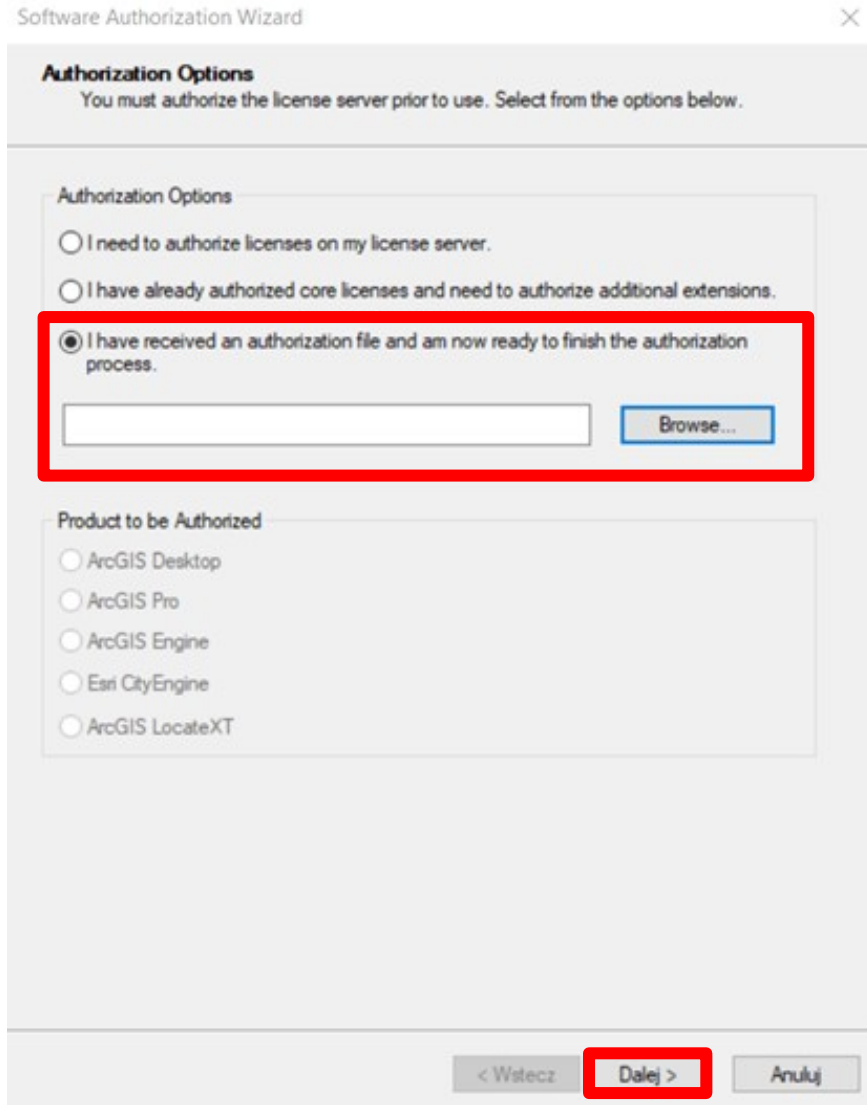 Software Authorization Wizard
Authorization Options
You must authorize the license server prior to use. Select from the options below.
Authorization Options
I need to authorize licenses on my license server.
I have already authorized core licenses and need to authorize additional extensions.
I have received an authorization file and am now ready to finish the authorization
process.
Browse...
Product to be Authorized
ArcGIS Desktop
ArcGIS Pro
ArcGIS Engine
Esri CityEngine
ArcGIS LocateXT
< Wstecz Dalej > Anuluj